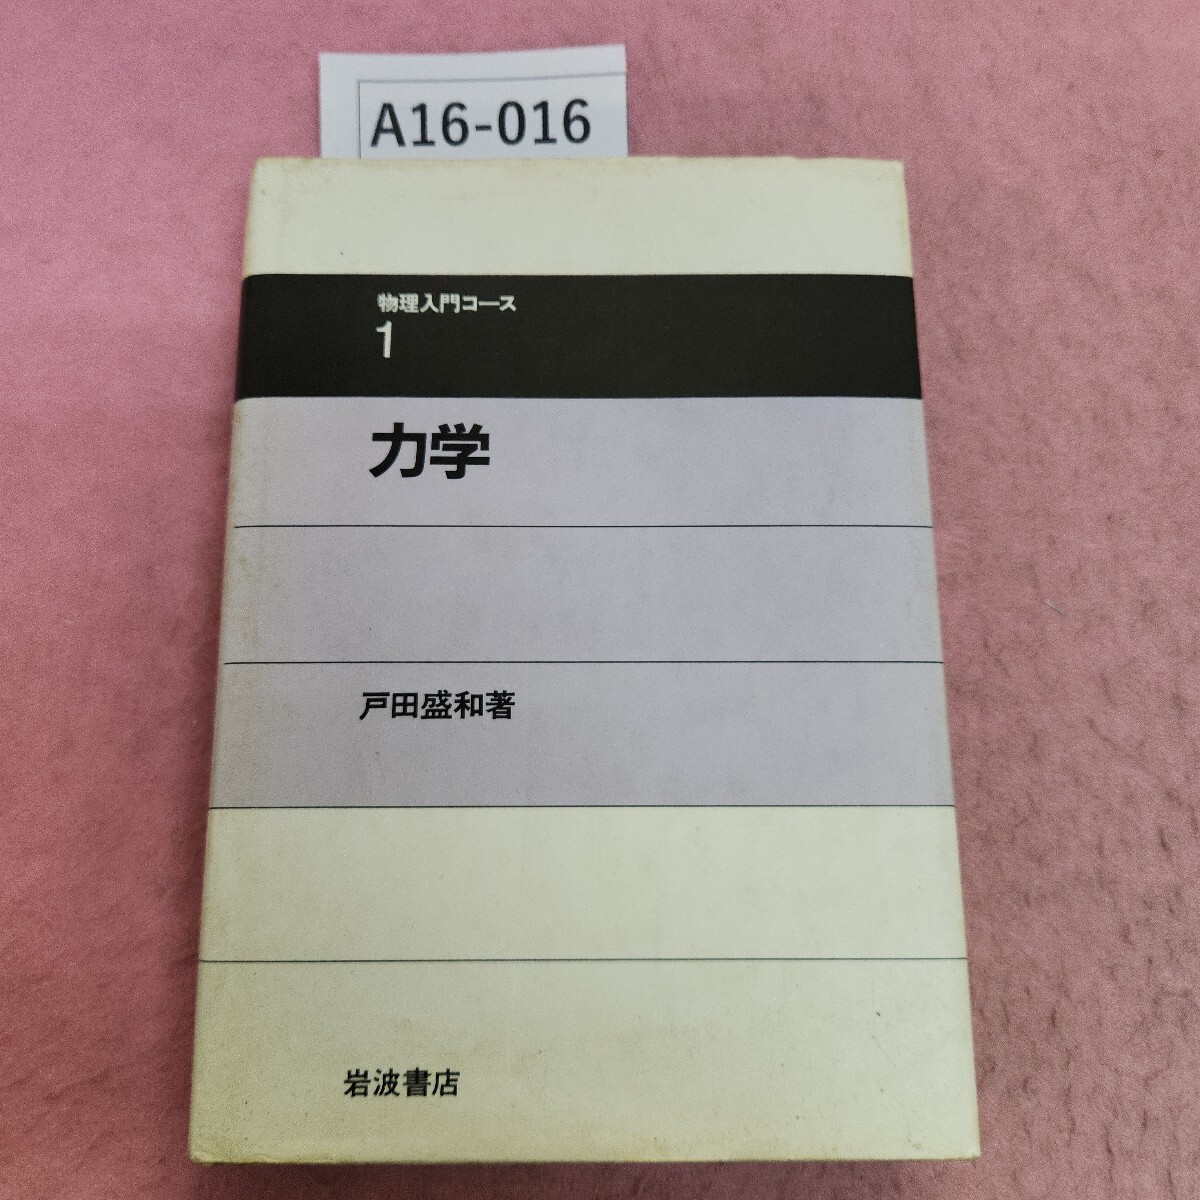 A16-016
物理入門コース
1
力学
戸田盛和著
岩波書店